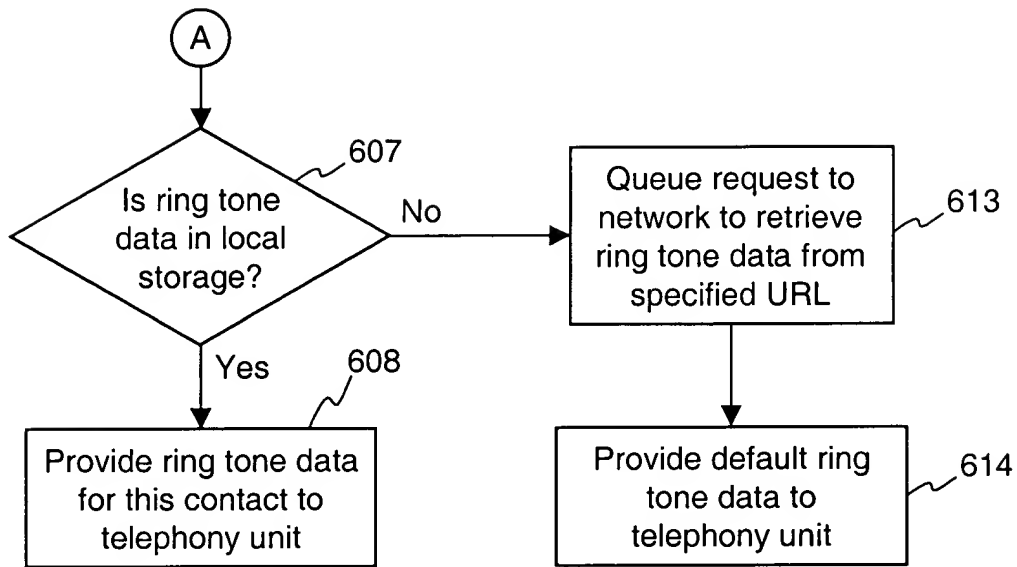 A
607
Is ring tone
data in local
storage?
No
Yes
Queue request to
network to retrieve
ring tone data from
specified URL
613
608
Provide ring tone data
for this contact to
telephony unit
Provide default ring
tone data to
telephony unit
614